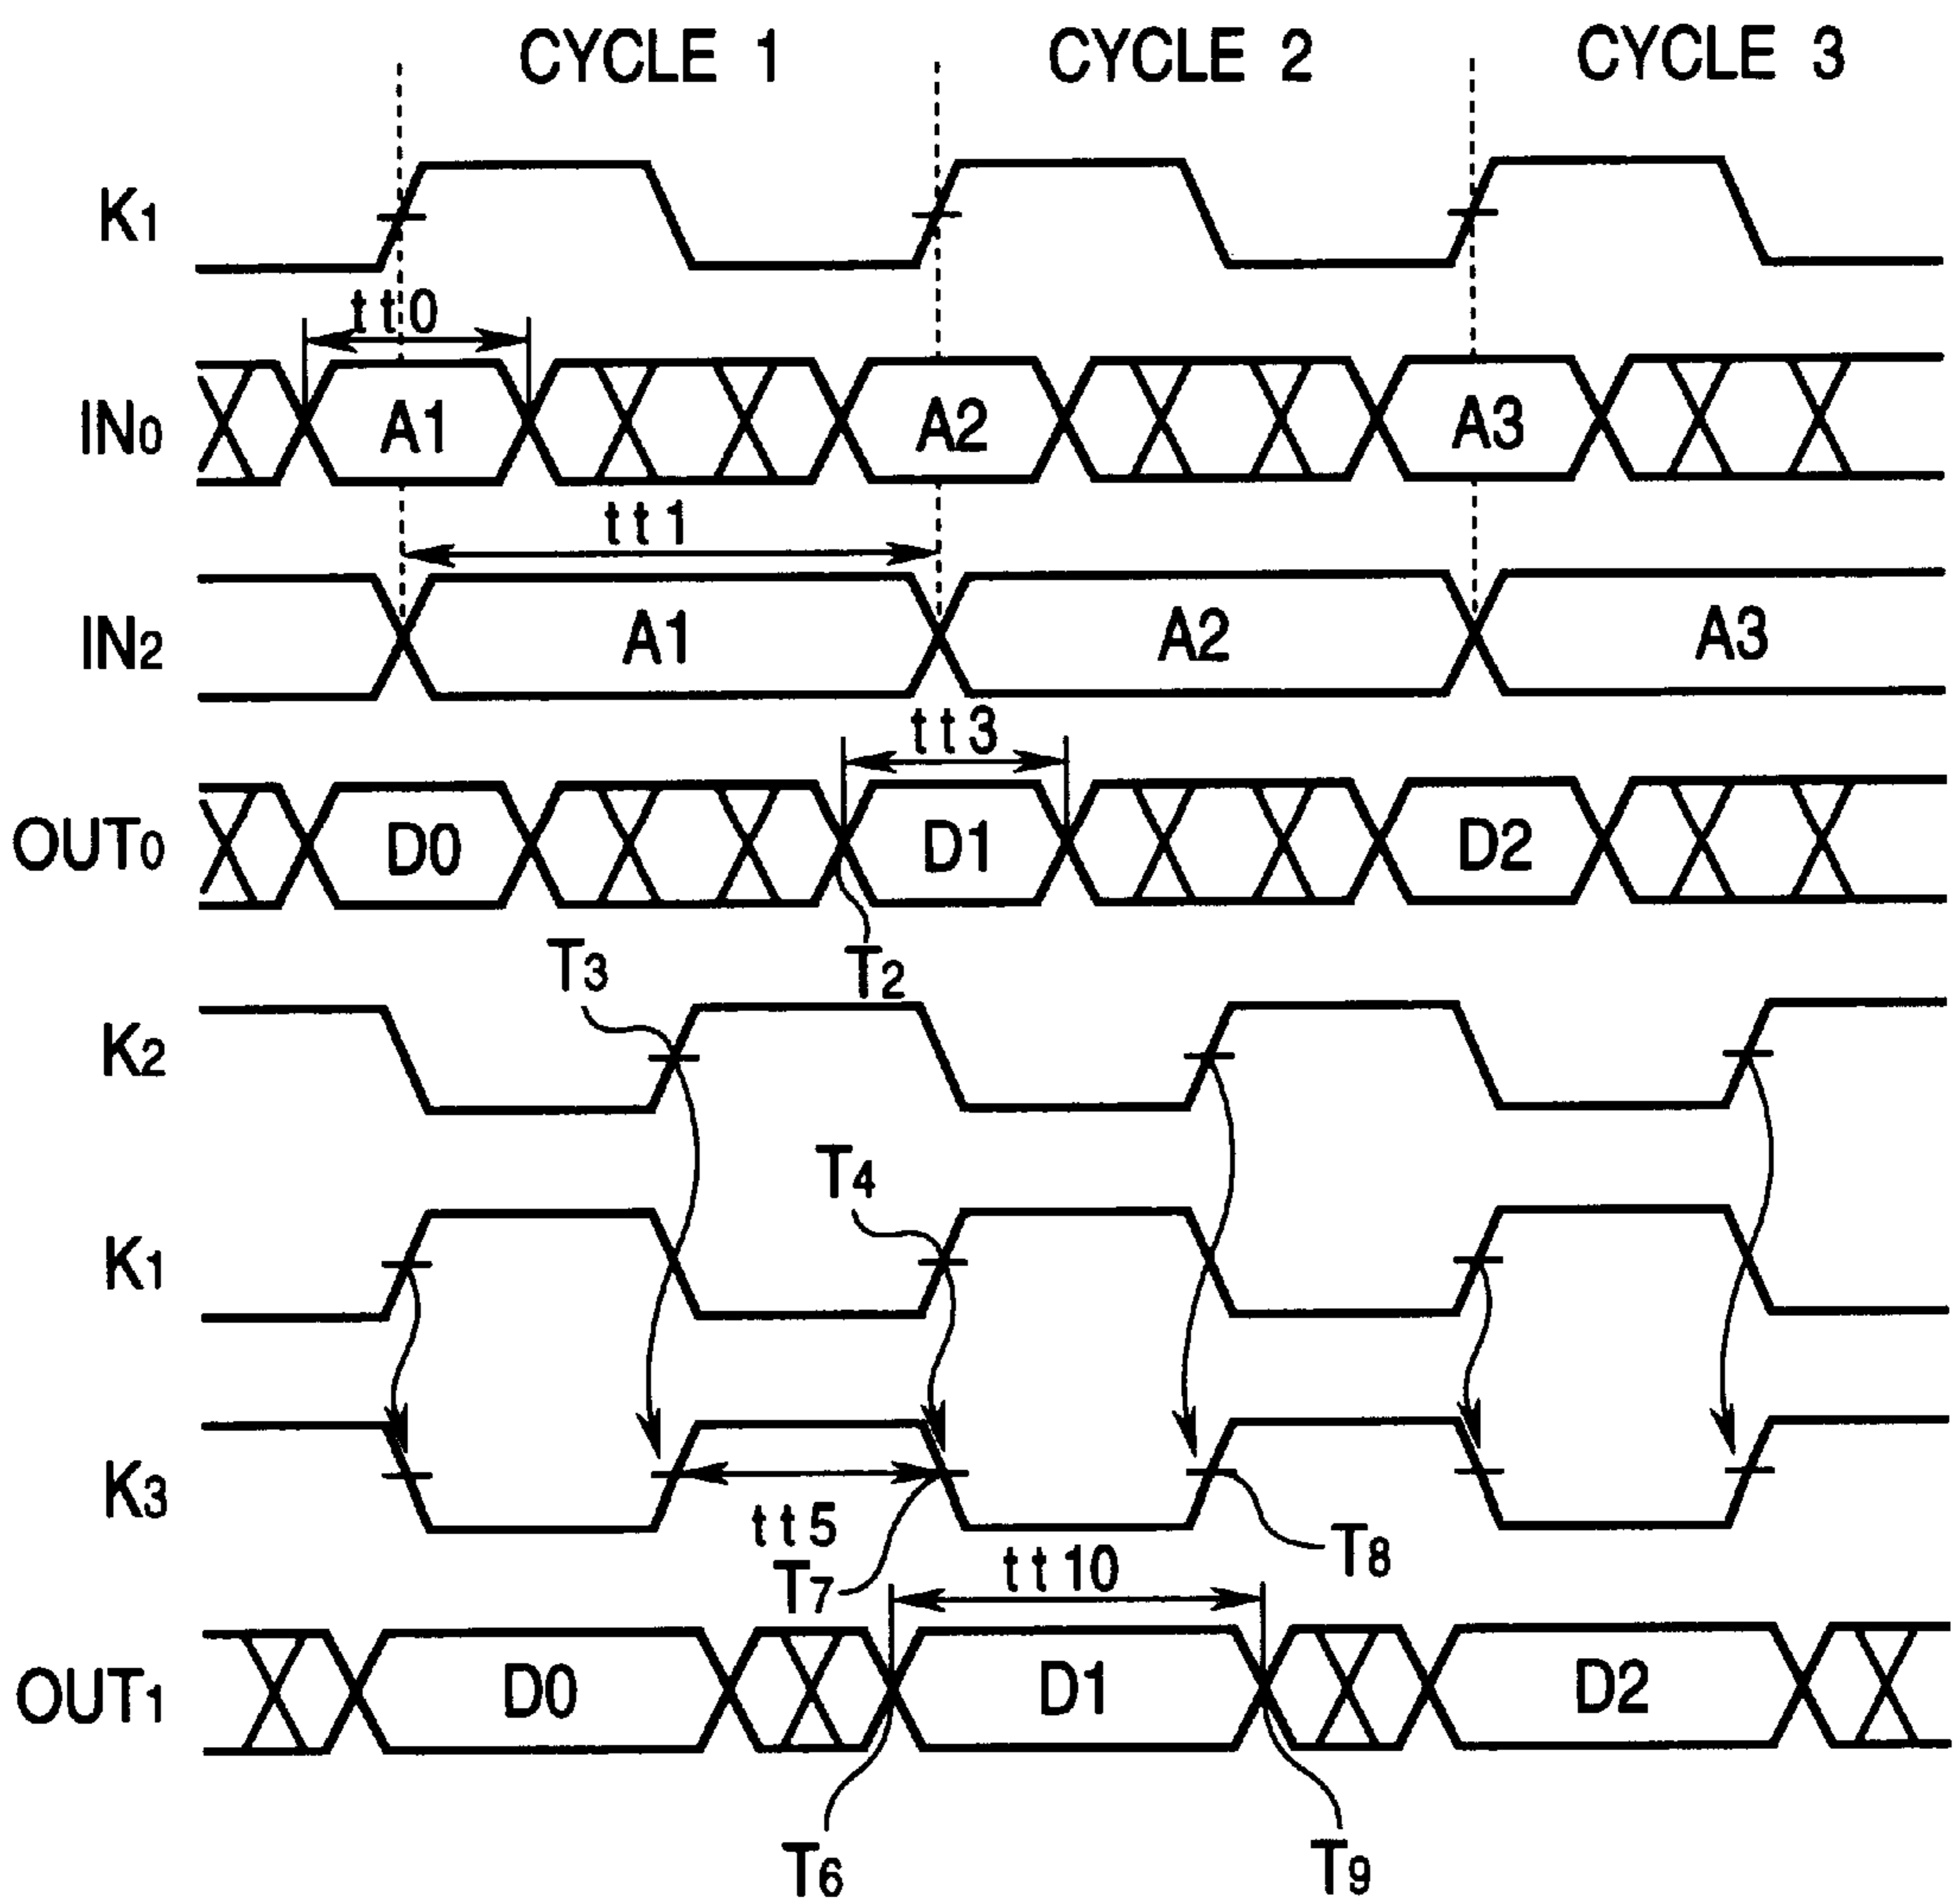 CYCLE 1 CYCLE 2 CYCLE 3
K1
tt0
IN0 A1 A2 A3
tt1
IN2 A1 A2 A3
tt3
OUT0 D0 D1 D2
T3 T2
K2
T4
K1
K3
tt5
T7 tt10 T8
OUT1 D0 D1 D2
T6 T9